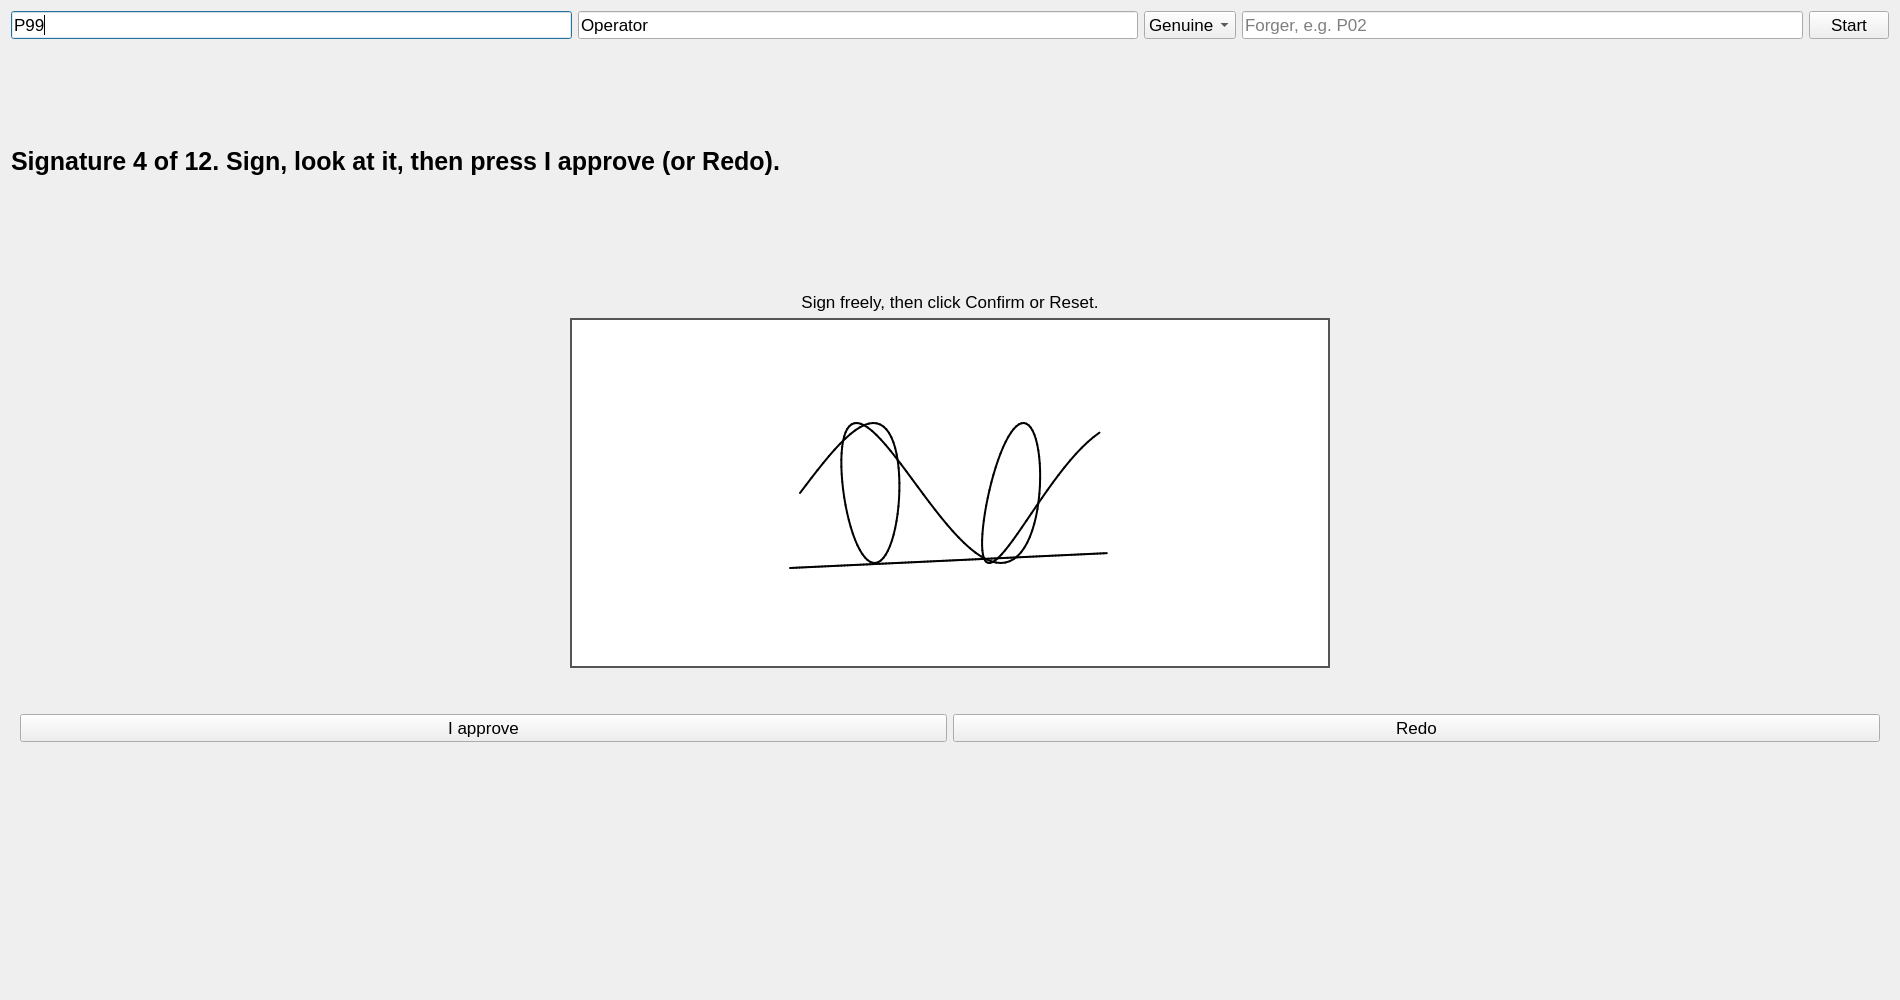 P99 Operator Genuine Forger, e.g. P02 Start
Signature 4 of 12. Sign, look at it, then press I approve (or Redo).
Sign freely, then click Confirm or Reset.
I approve Redo